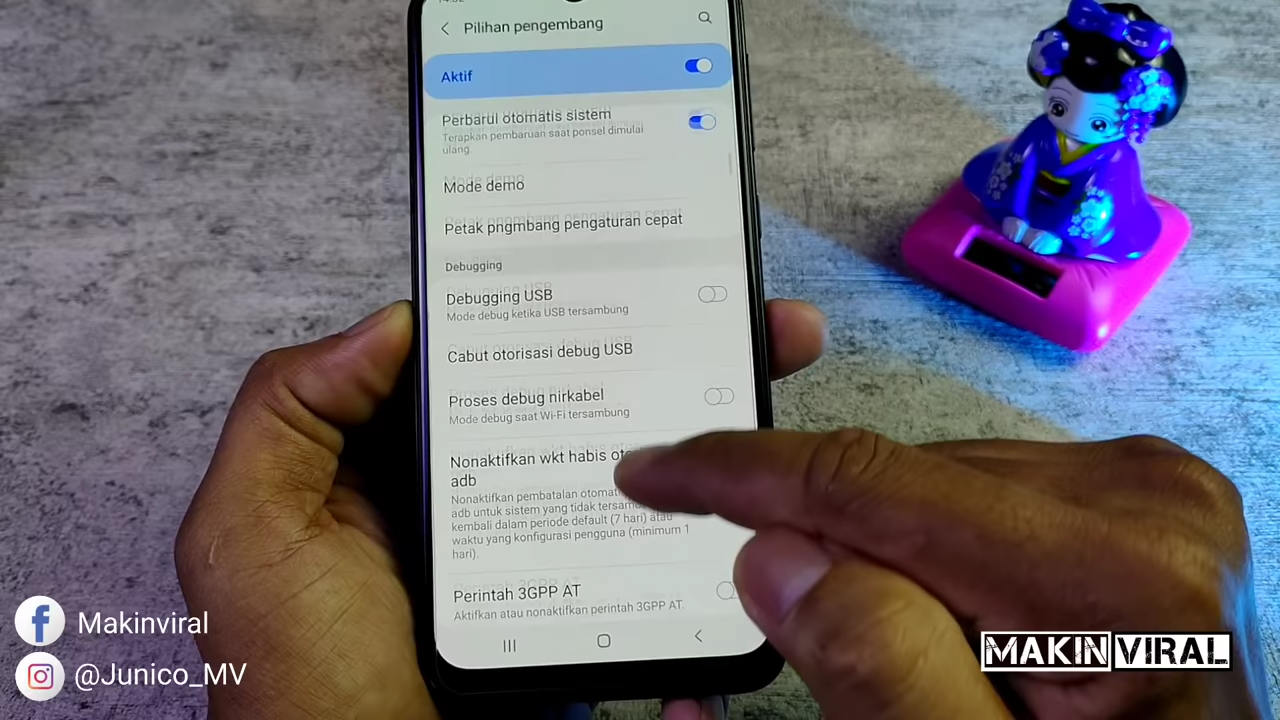 Pilihan pengembang
Aktif
Perbarui otomatis sistem
Terapkan pembaruan saat ponsel dimulai
ulang.
Mode demo
Petak pngmbang pengaturan cepat
Debugging
Debugging USB
Mode debug ketika USB tersambung
Cabut otorisasi debug USB
Proses debug nirkabel
Mode debug saat Wi-Fi tersambung
Nonaktifkan wkt habis
adb
Nonaktifkan pembatalan
adb untuk sistem yang tidak
kembali dalam periode default (7 hari) atau
waktu yang konfigurasi pengguna (minimum 1
hari).
Perintah 3GPP AT
Aktifkan atau nonaktifkan perintah 3GPP AT.
Makinviral
@Junico_MV
MAKINVIRAL